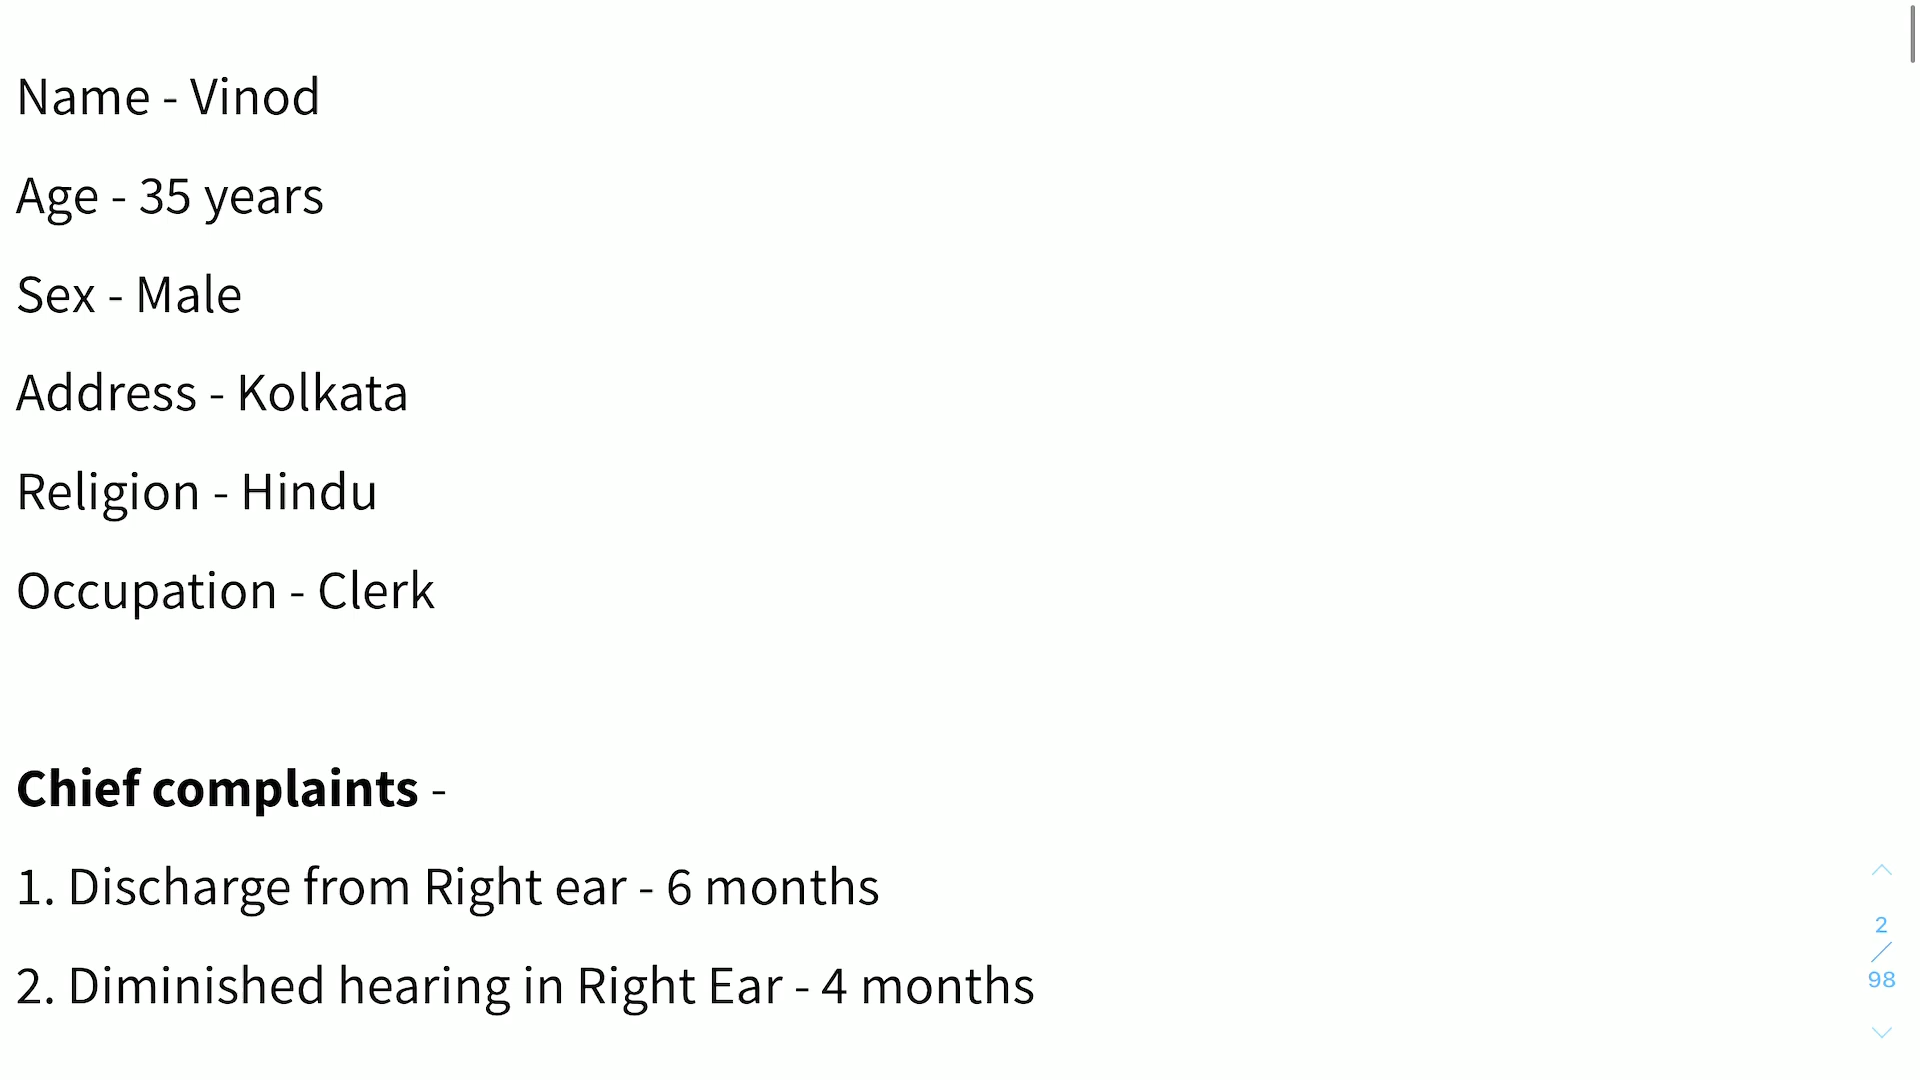 Name - Vinod
Age - 35 years
Sex - Male
Address - Kolkata
Religion - Hindu
Occupation - Clerk
Chief complaints -
1. Discharge from Right ear - 6 months
2. Diminished hearing in Right Ear - 4 months
2
/
98